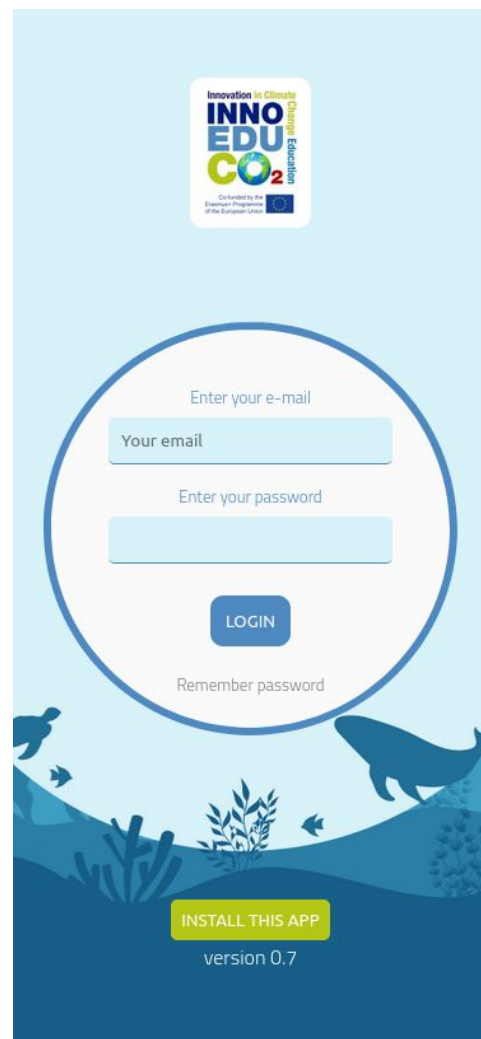 Innovation in Climate
Change Education
INNO
EDU
CO2
Co-funded by the
Erasmus+ Programme
of the European Union
Enter your e-mail
Your email
Enter your password
LOGIN
Remember password
INSTALL THIS APP
version 0.7